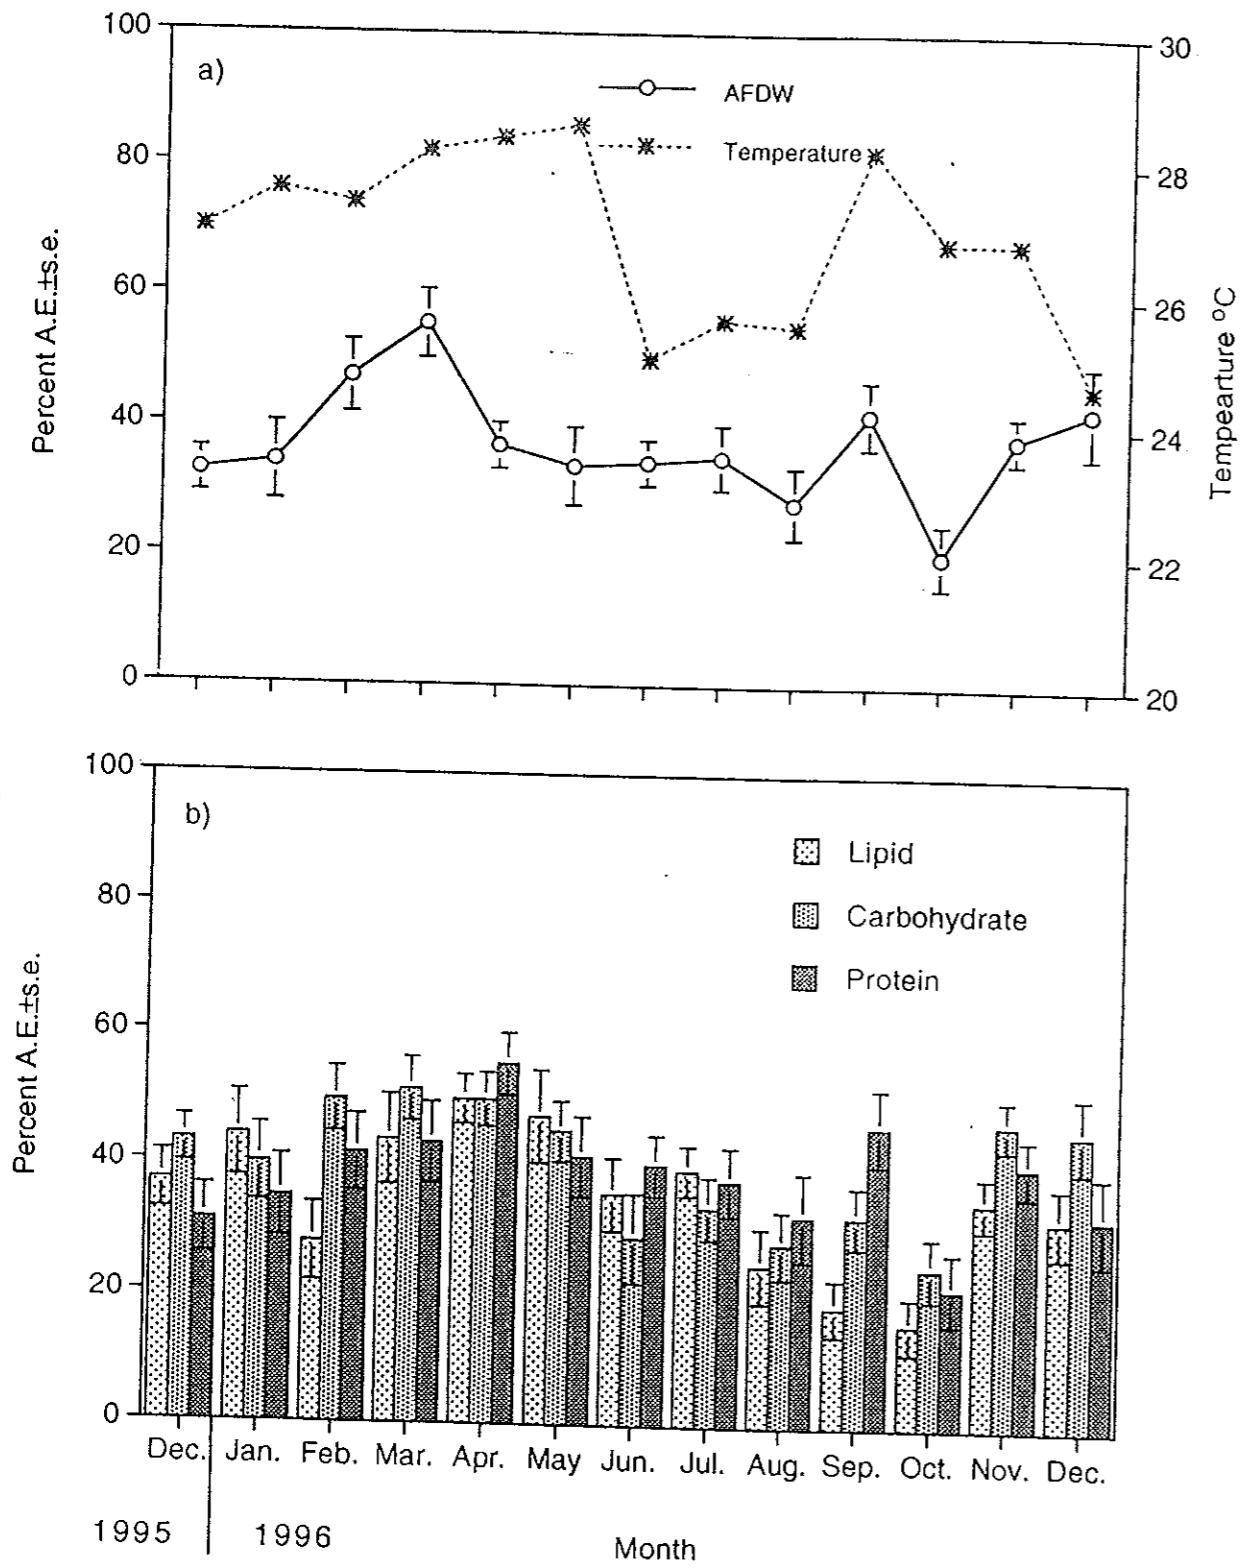 a)
AFDW
Temperature
100
80
60
40
20
0
Percent A.E.±s.e.
30
28
26
24
22
20
Tempearture °C
b)
Lipid
Carbohydrate
Protein
100
80
60
40
20
0
Percent A.E.±s.e.
Dec. Jan. Feb. Mar. Apr. May Jun. Jul. Aug. Sep. Oct. Nov. Dec.
1995 1996
Month